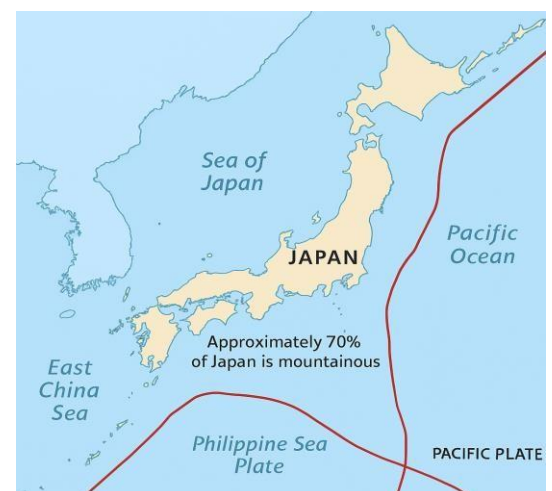 Sea of
Japan
JAPAN
Pacific
Ocean
Approximately 70%
of Japan is mountainous
East
China
Sea
Philippine Sea
Plate
PACIFIC PLATE